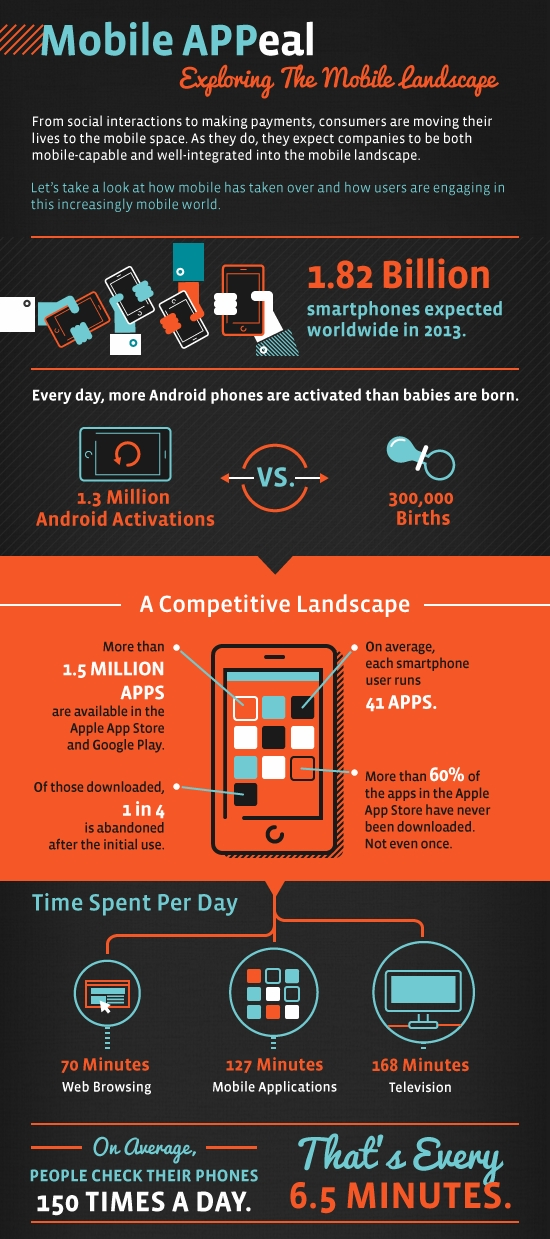 Mobile APPeal
Exploring The Mobile Landscape
From social interactions to making payments, consumers are moving their
lives to the mobile space. As they do, they expect companies to be both
mobile-capable and well-integrated into the mobile landscape.
Let's take a look at how mobile has taken over and how users are engaging in
this increasingly mobile world.
1.82 Billion
smartphones expected
worldwide in 2013.
Every day, more Android phones are activated than babies are born.
1.3 Million
Android Activations
VS.
300,000
Births
A Competitive Landscape
More than
1.5 MILLION
APPS
are available in the
Apple App Store
and Google Play.
On average,
each smartphone
user runs
41 APPS.
Of those downloaded,
1 in 4
is abandoned
after the initial use.
More than 60% of
the apps in the Apple
App Store have never
been downloaded.
Not even once.
Time Spent Per Day
70 Minutes
Web Browsing
127 Minutes
Mobile Applications
168 Minutes
Television
On Average,
PEOPLE CHECK THEIR PHONES
150 TIMES A DAY.
That's Every
6.5 MINUTES.